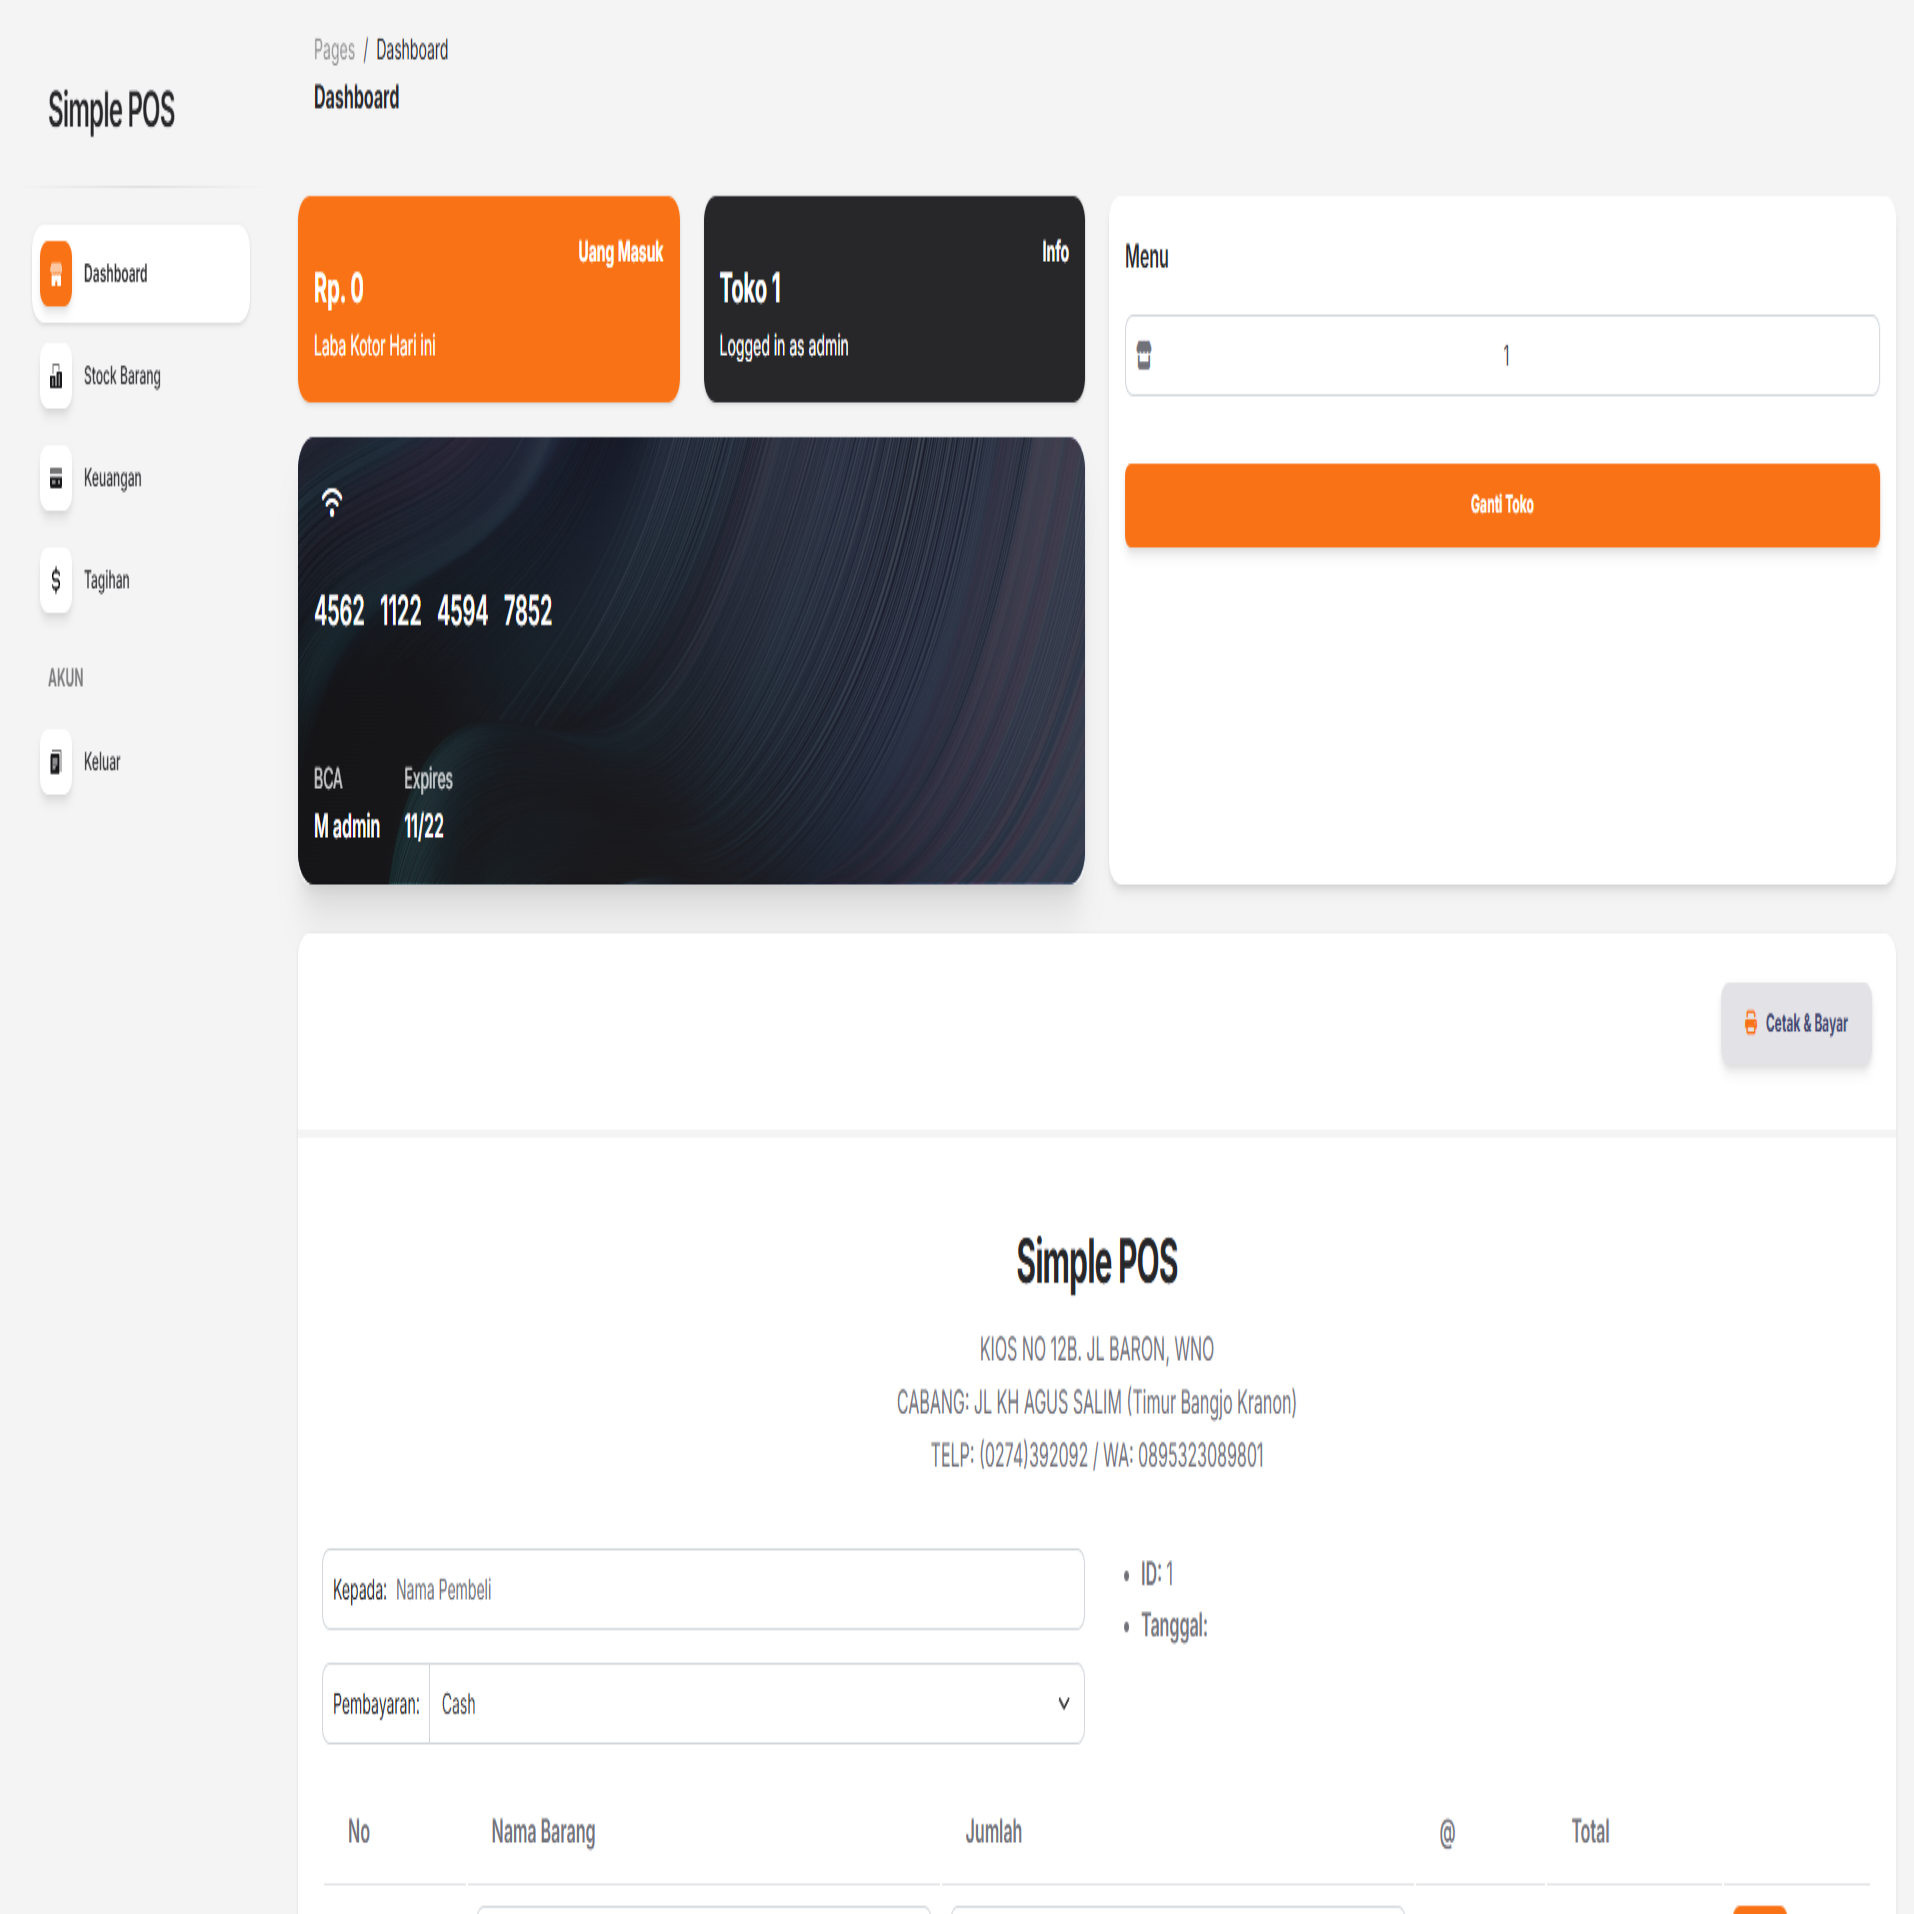 Simple POS
Dashboard
Stock Barang
Keuangan
Tagihan
AKUN
Keluar
Pages / Dashboard
Dashboard
Uang Masuk
Rp. 0
Laba Kotor Hari ini
Info
Toko 1
Logged in as admin
4562 1122 4594 7852
BCA Expires
M admin 11/22
Menu
1
Ganti Toko
Cetak & Bayar
Simple POS
KIOS NO 12B. JL BARON, WNO
CABANG: JL KH AGUS SALIM (Timur Bangjo Kranon)
TELP: (0274)392092 / WA: 0895323089801
Kepada: Nama Pembeli
Pembayaran: Cash
• ID: 1
• Tanggal:
No Nama Barang Jumlah @ Total